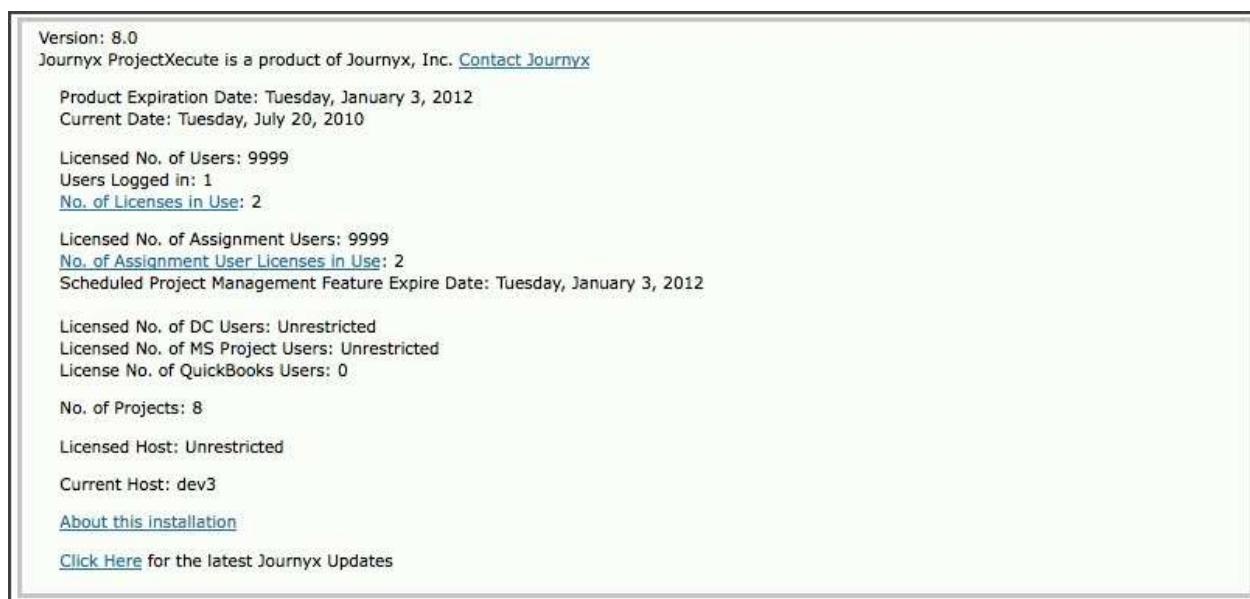 Version: 8.0
Journyx ProjectXecute is a product of Journyx, Inc. Contact Journyx
Product Expiration Date: Tuesday, January 3, 2012
Current Date: Tuesday, July 20, 2010
Licensed No. of Users: 9999
Users Logged in: 1
No. of Licenses in Use: 2
Licensed No. of Assignment Users: 9999
No. of Assignment User Licenses in Use: 2
Scheduled Project Management Feature Expire Date: Tuesday, January 3, 2012
Licensed No. of DC Users: Unrestricted
Licensed No. of MS Project Users: Unrestricted
License No. of QuickBooks Users: 0
No. of Projects: 8
Licensed Host: Unrestricted
Current Host: dev3
About this installation
Click Here for the latest Journyx Updates